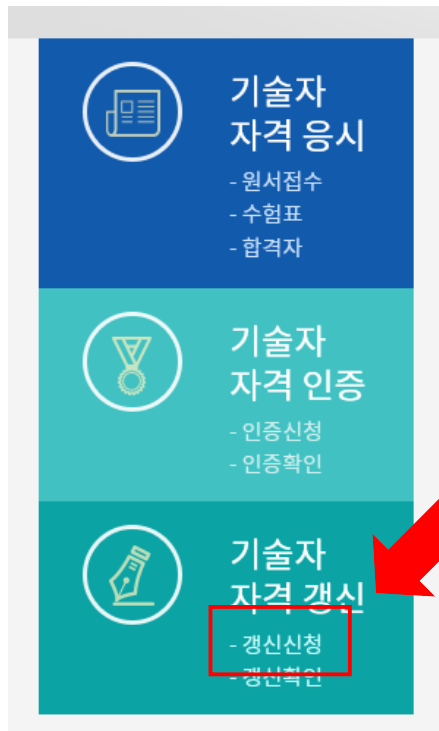 기술자
자격 응시
- 원서접수
- 수험표
- 합격자
기술자
자격 인증
- 인증신청
- 인증확인
기술자
자격 갱신
- 갱신신청
- 갱신확인